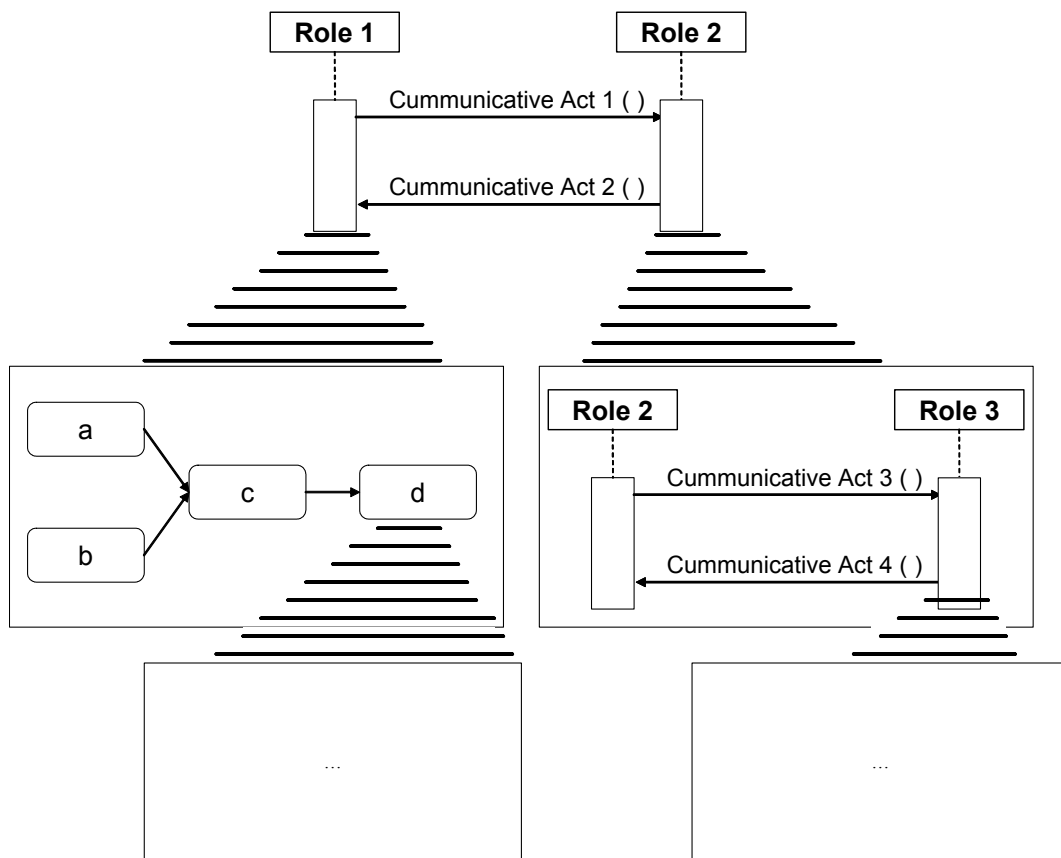 Role 1
Role 2
Cummunicative Act 1 ( )
Cummunicative Act 2 ( )
a
b
c
d
Role 2
Role 3
Cummunicative Act 3 ( )
Cummunicative Act 4 ( )
...
...